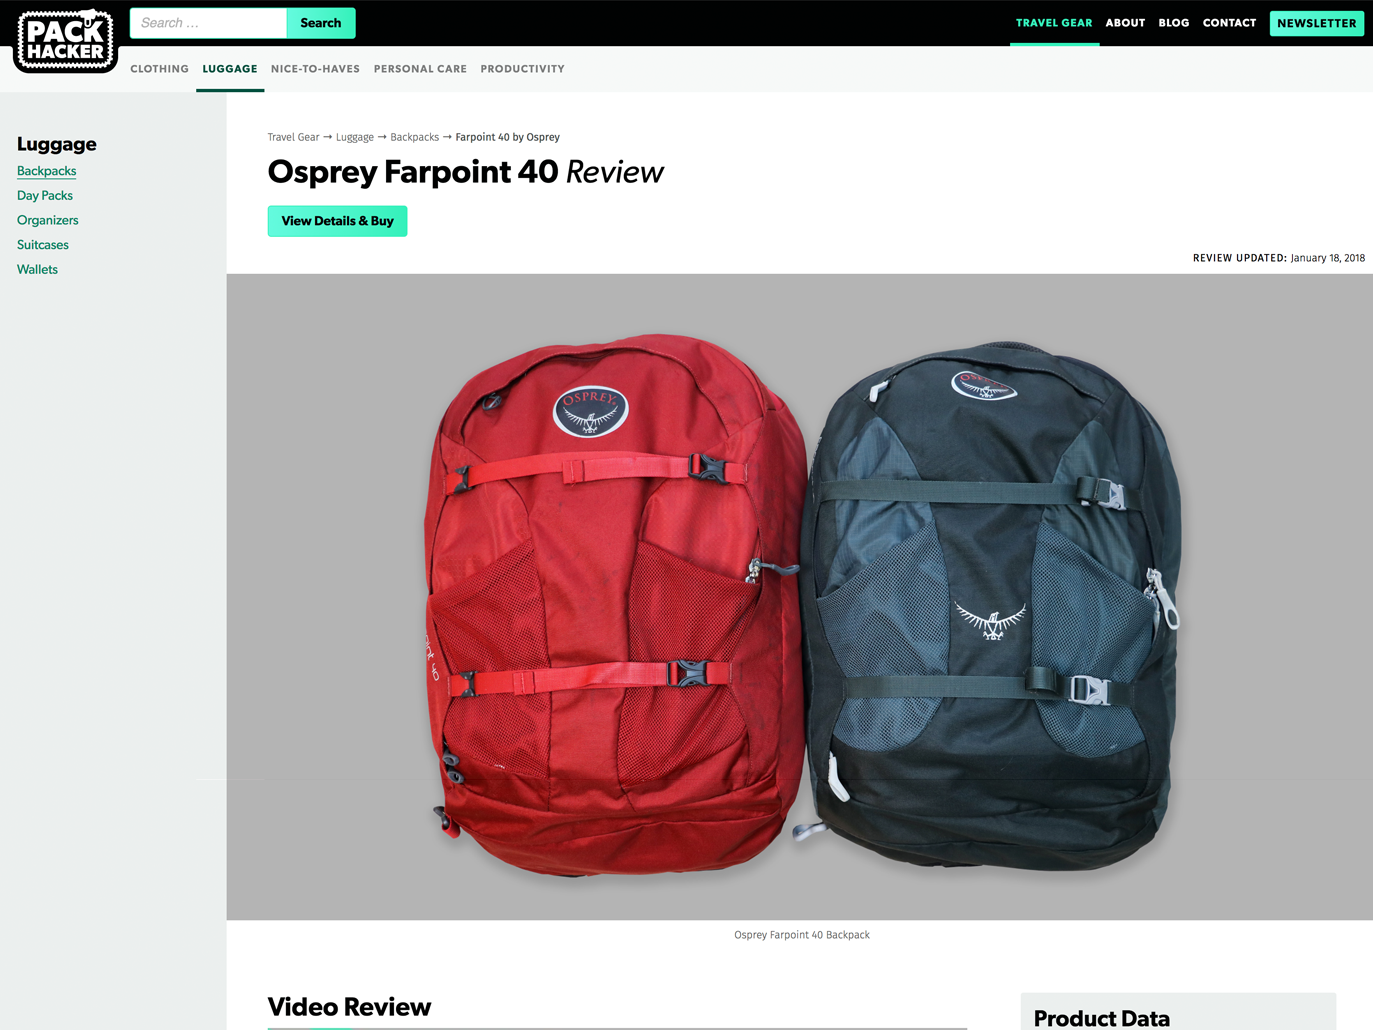 PACK
HACKER
Search ...
Search
TRAVEL GEAR
ABOUT
BLOG
CONTACT
NEWSLETTER
CLOTHING
LUGGAGE
NICE-TO-HAVES
PERSONAL CARE
PRODUCTIVITY
Luggage
Backpacks
Day Packs
Organizers
Suitcases
Wallets
Travel Gear → Luggage → Backpacks → Farpoint 40 by Osprey
Osprey Farpoint 40 Review
View Details & Buy
REVIEW UPDATED: January 18, 2018
OSPREY
OSPREY
40
Osprey Farpoint 40 Backpack
Video Review
Product Data